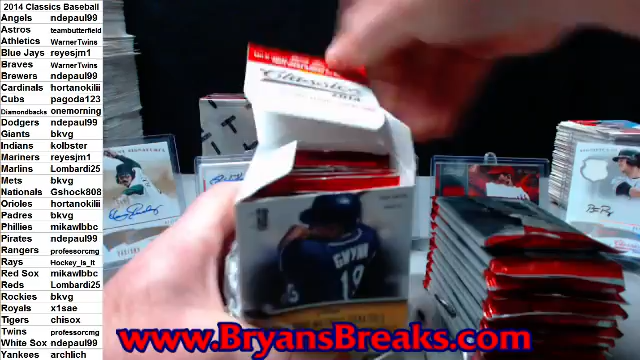 2014 Classics Baseball
Angels ndepaul99
Astros teambutterfield
Athletics WarnerTwins
Blue Jays reyesjm1
Braves WarnerTwins
Brewers ndepaul99
Cardinals hortanokilii
Cubs pagoda123
Diamondbacks onemorning
Dodgers ndepaul99
Giants bkvg
Indians kolbster
Mariners reyesjm1
Marlins Lombardi25
Mets bkvg
Nationals Gshock808
Orioles hortanokilii
Padres bkvg
Phillies mikawlbbc
Pirates ndepaul99
Rangers professorcmg
Rays Hockey_Is_It
Red Sox mikawlbbc
Reds Lombardi25
Rockies bkvg
Royals x1sae
Tigers chisox
Twins professorcmg
White Sox ndepaul99
Yankees archlich
Classics
2014
GWYNN
19
www.BryansBreaks.com